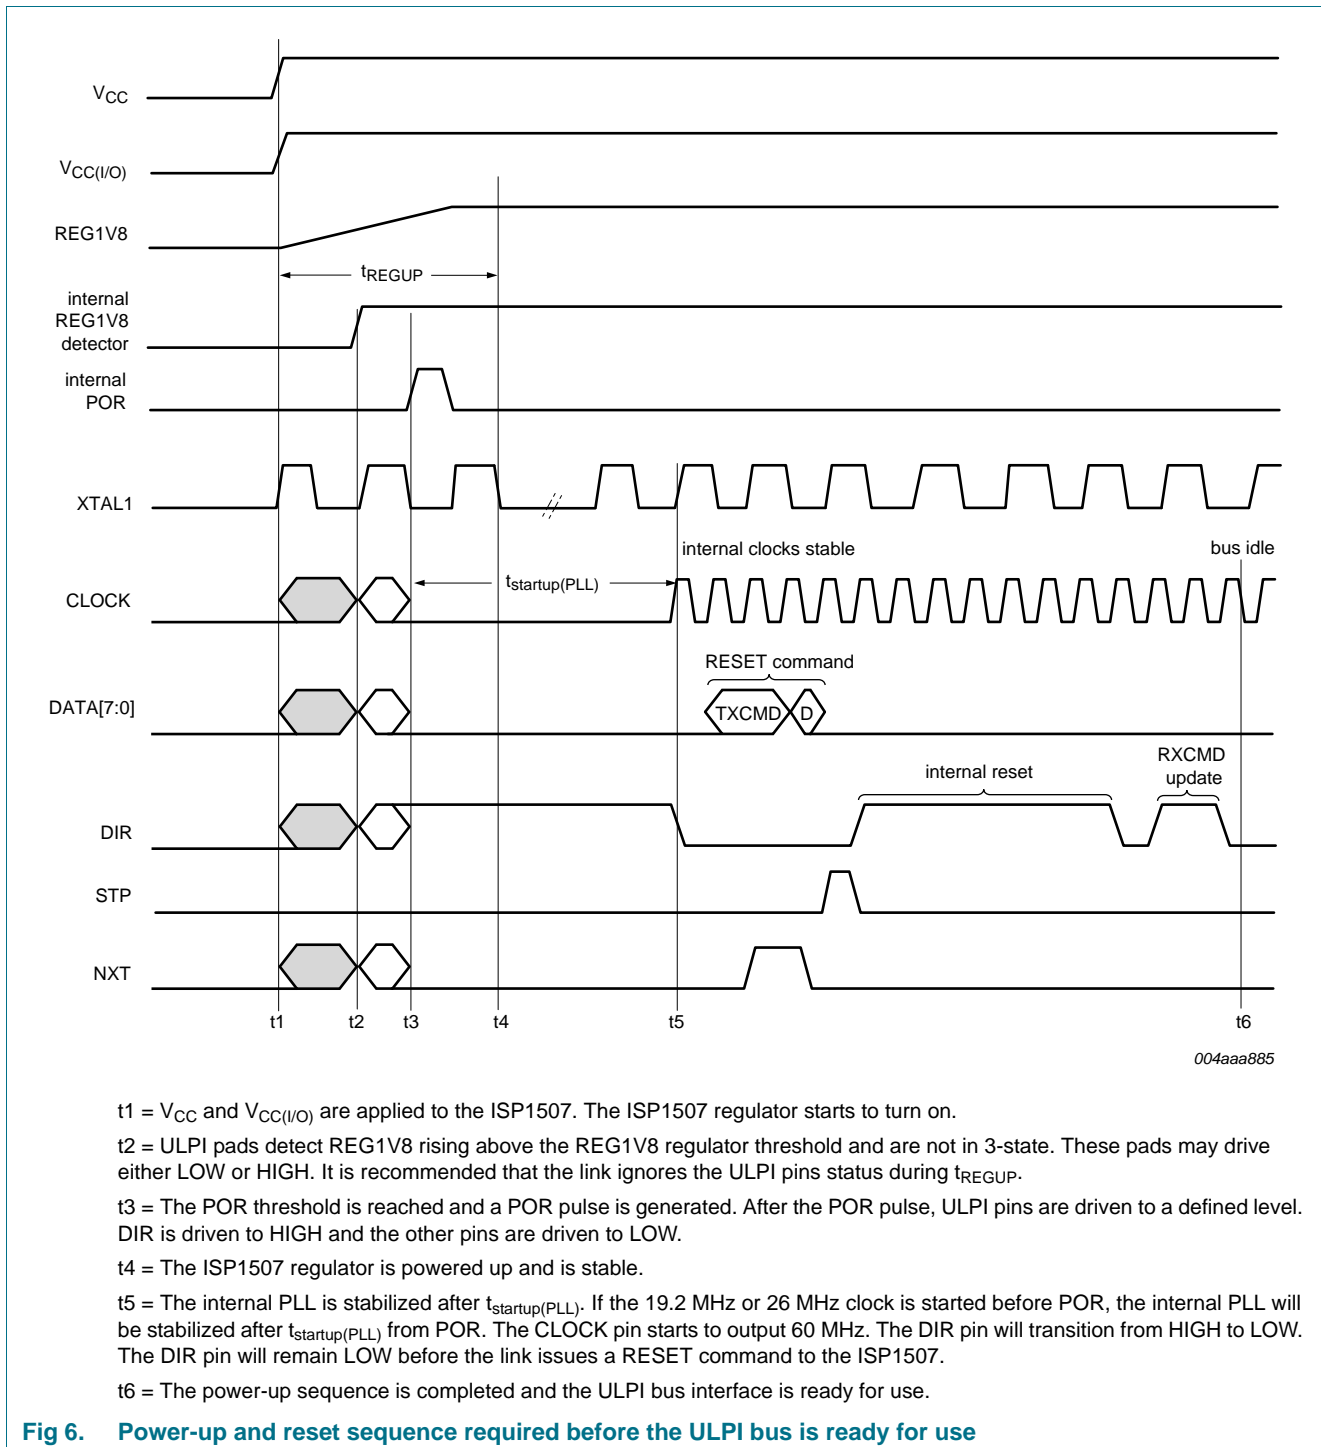 VCC
VCC(I/O)
REG1V8
tREGUP
internal
REG1V8
detector
internal
POR
XTAL1
internal clocks stable
bus idle
tstartup(PLL)
CLOCK
RESET command
DATA[7:0]
TXCMD
D
RXCMD
update
internal reset
DIR
STP
NXT
t1
t2
t3
t4
t5
t6
004aaa885
t1 = VCC and VCC(I/O) are applied to the ISP1507. The ISP1507 regulator starts to turn on.
t2 = ULPI pads detect REG1V8 rising above the REG1V8 regulator threshold and are not in 3-state. These pads may drive
either LOW or HIGH. It is recommended that the link ignores the ULPI pins status during tREGUP.
t3 = The POR threshold is reached and a POR pulse is generated. After the POR pulse, ULPI pins are driven to a defined level.
DIR is driven to HIGH and the other pins are driven to LOW.
t4 = The ISP1507 regulator is powered up and is stable.
t5 = The internal PLL is stabilized after tstartup(PLL). If the 19.2 MHz or 26 MHz clock is started before POR, the internal PLL will
be stabilized after tstartup(PLL) from POR. The CLOCK pin starts to output 60 MHz. The DIR pin will transition from HIGH to LOW.
The DIR pin will remain LOW before the link issues a RESET command to the ISP1507.
t6 = The power-up sequence is completed and the ULPI bus interface is ready for use.
Fig 6. Power-up and reset sequence required before the ULPI bus is ready for use